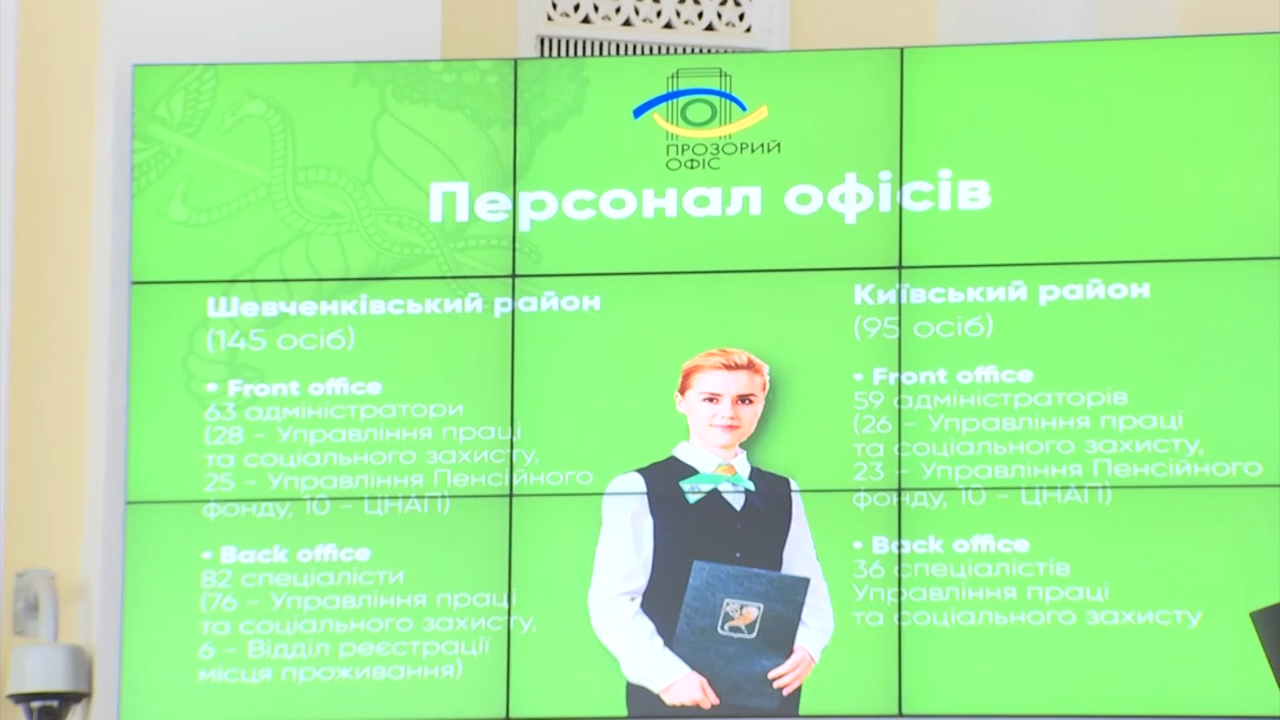 ПРОЗОРИЙ
ОФІС
Персонал офісів
Шевченківський район
(145 осіб)
• Front office
63 адміністратори
(28 - Управління праці
та соціального захисту,
25 - Управління Пенсійного
фонду, 10 - ЦНАП)
• Back office
82 спеціалісти
(76 - Управління праці
та соціального захисту,
6 - Відділ реєстрації
місця проживання)
Київський район
(95 осіб)
• Front office
59 адміністраторів
(26 - Управління праці
та соціального захисту,
23 - Управління Пенсійного
фонду, 10 - ЦНАП)
• Back office
36 спеціалістів
Управління праці
та соціального захисту